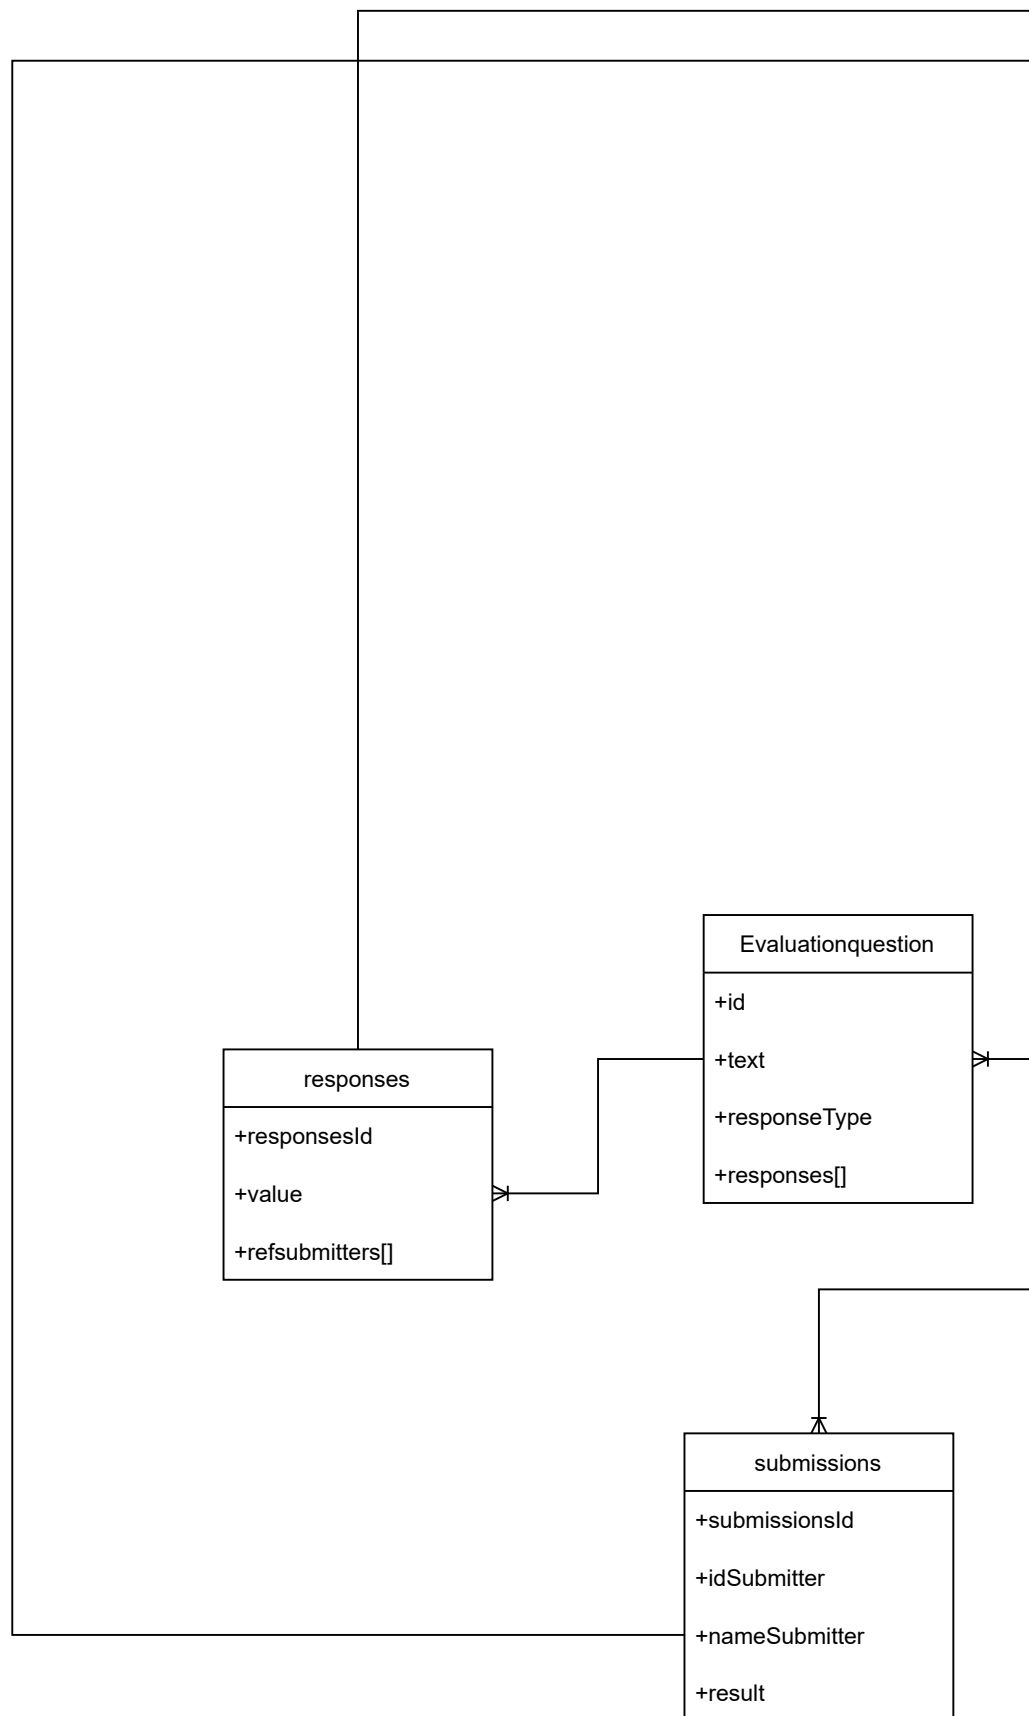 Evaluationquestion
+id
+text
+responseType
+responses[]
responses
+responsesId
+value
+refsubmitters[]
submissions
+submissionsId
+idSubmitter
+nameSubmitter
+result